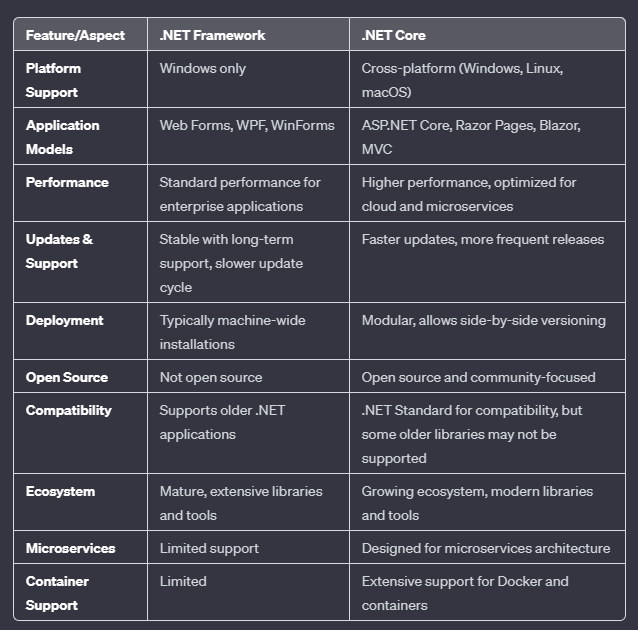 Feature/Aspect .NET Framework .NET Core
Platform Support Windows only Cross-platform (Windows, Linux, macOS)
Application Models Web Forms, WPF, WinForms ASP.NET Core, Razor Pages, Blazor, MVC
Performance Standard performance for enterprise applications Higher performance, optimized for cloud and microservices
Updates & Support Stable with long-term support, slower update cycle Faster updates, more frequent releases
Deployment Typically machine-wide installations Modular, allows side-by-side versioning
Open Source Not open source Open source and community-focused
Compatibility Supports older .NET applications .NET Standard for compatibility, but some older libraries may not be supported
Ecosystem Mature, extensive libraries and tools Growing ecosystem, modern libraries and tools
Microservices Limited support Designed for microservices architecture
Container Support Limited Extensive support for Docker and containers